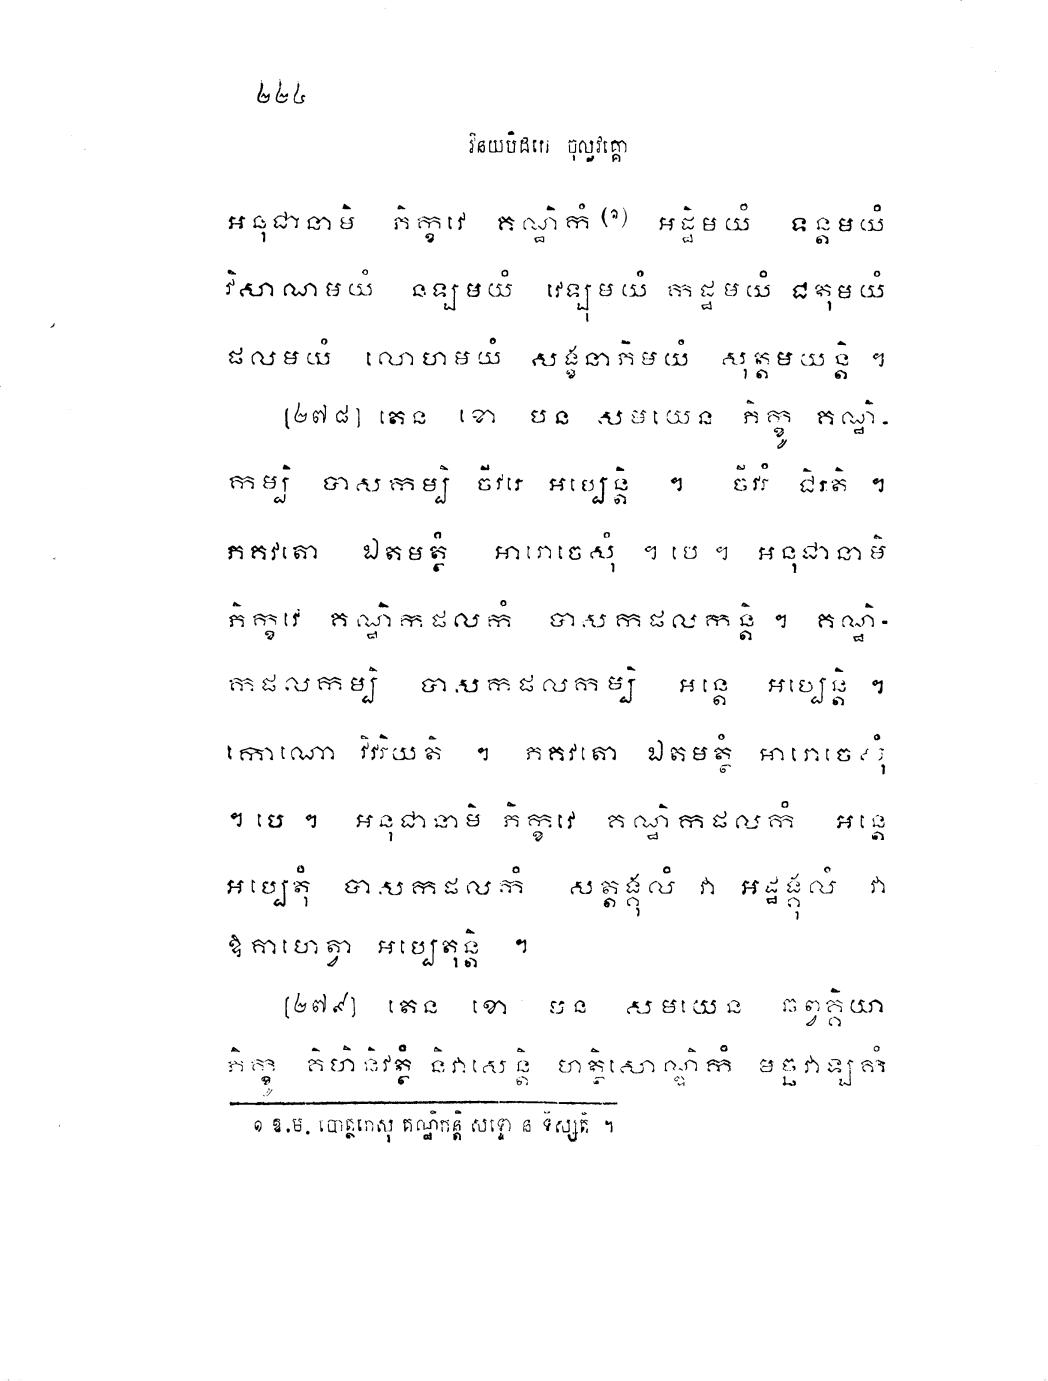 ២២៤
វិនយបិដកេ ចុល្លវគ្គោ
អនុជានាមិ ភិក្ខវេ គណ្ឋិកំ (១) អដ្ឋិមយំ ទន្តមយំ
វិសាណមយំ នឡមយំ វេឡុមយំ កដ្ឋមយំ ជតុមយំ
ផលមយំ លោហមយំ សង្ខនាភិមយំ សុត្តមយន្តិ ។
[២៧៨] តេន ខោ បន សមយេន ភិក្ខូ គណ្ឋិ-
កម្បិ បាសកម្បិ ចីវរេ អប្បេន្តិ ។ ចីវរំ ជិរតិ ។
ភគវតោ ឯតមត្ថំ អារោចេសុំ ។ បេ ។ អនុជានាមិ
ភិក្ខវេ គណ្ឋិកផលកំ បាសកផលកន្តិ ។ គណ្ឋិ-
កផលកម្បិ បាសកផលកម្បិ អន្តេ អប្បេន្តិ ។
កោណោ វិវរិយតិ ។ ភគវតោ ឯតមត្ថំ អារោចេសុំ
។ បេ ។ អនុជានាមិ ភិក្ខវេ គណ្ឋិកផលកំ អន្តេ
អប្បេតុំ បាសកផលកំ សត្តង្គុលំ វា អដ្ឋង្គុលំ វា
ឱគាហេត្វា អប្បេតុន្តិ ។
[២៧៩] តេន ខោ បន សមយេន ឆព្វគ្គិយា
ភិក្ខូ គិហិនិវត្ថំ និវាសេន្តិ ហត្ថិសោណ្ឌិកំ មច្ឆវាឡកំ
១ ឱ.ម. បោត្ថកេសុ គណ្ឋិកន្តិ សទ្ទោ ន ទិស្សតិ ។